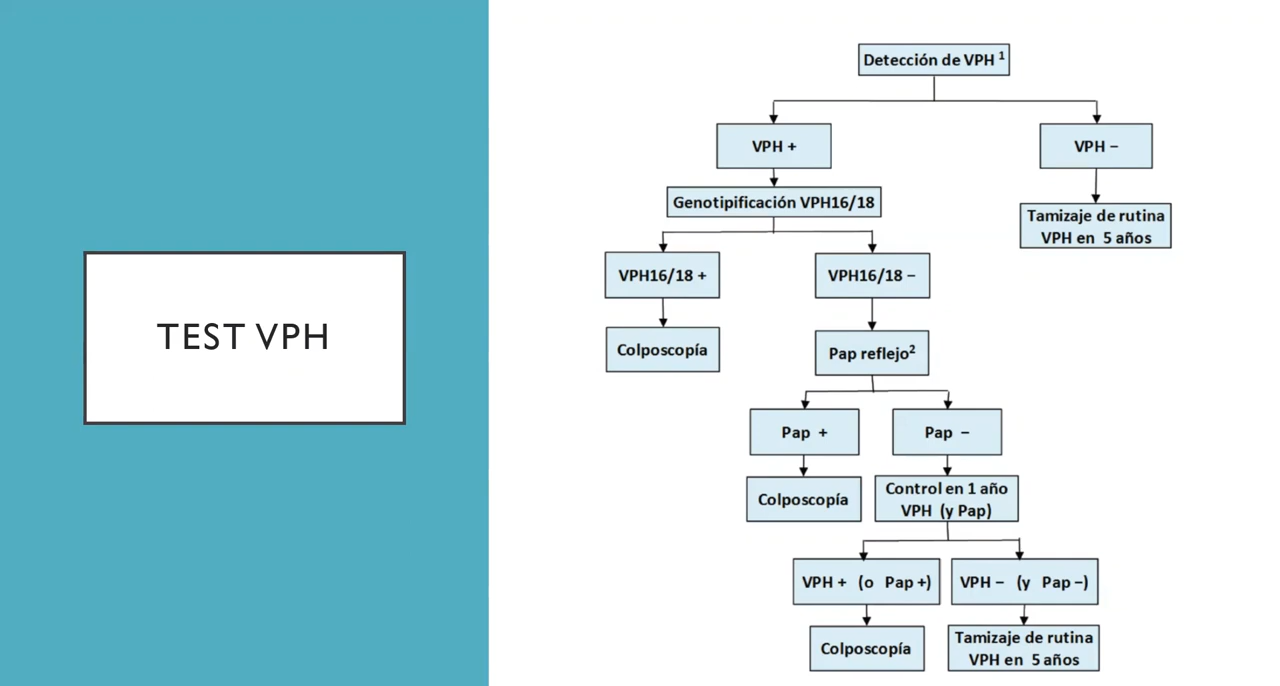 TEST VPH
Detección de VPH ¹
VPH +
VPH −
Genotipificación VPH16/18
Tamizaje de rutina
VPH en 5 años
VPH16/18 +
VPH16/18 −
Colposcopía
Pap reflejo²
Pap +
Pap −
Colposcopía
Control en 1 año
VPH (y Pap)
VPH + (o Pap +)
VPH − (y Pap −)
Colposcopía
Tamizaje de rutina
VPH en 5 años